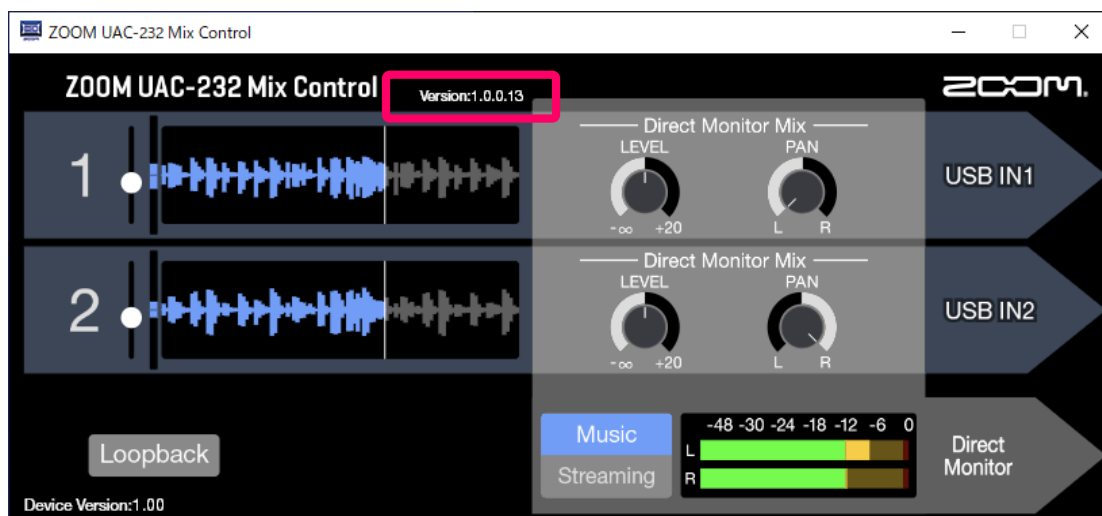 ZOOM UAC-232 Mix Control
ZOOM UAC-232 Mix Control
Version:1.0.0.13
ZOOM.
1
Direct Monitor Mix
LEVEL
PAN
-∞ +20
L R
USB IN1
2
Direct Monitor Mix
LEVEL
PAN
-∞ +20
L R
USB IN2
Loopback
Music
Streaming
-48 -30 -24 -18 -12 -6 0
L
R
Direct
Monitor
Device Version:1.00